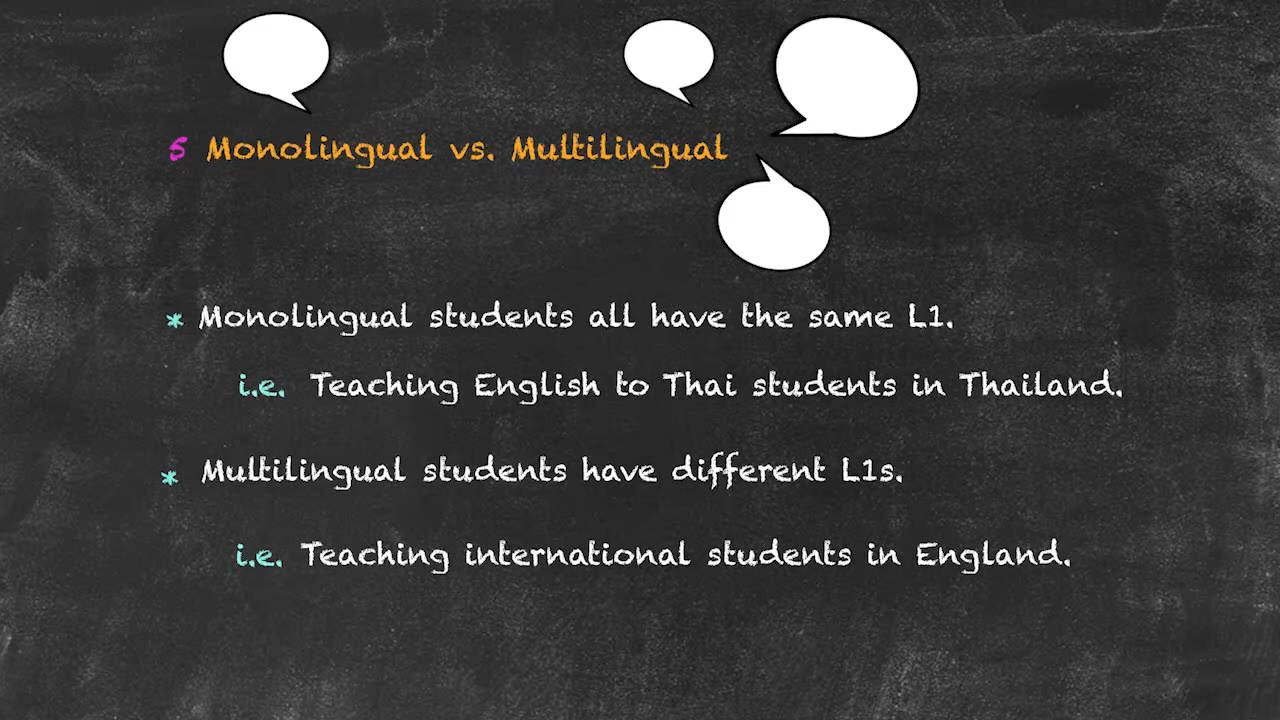 5 Monolingual vs. Multilingual
* Monolingual students all have the same L1.
i.e. Teaching English to Thai students in Thailand.
* Multilingual students have different L1s.
i.e. Teaching international students in England.